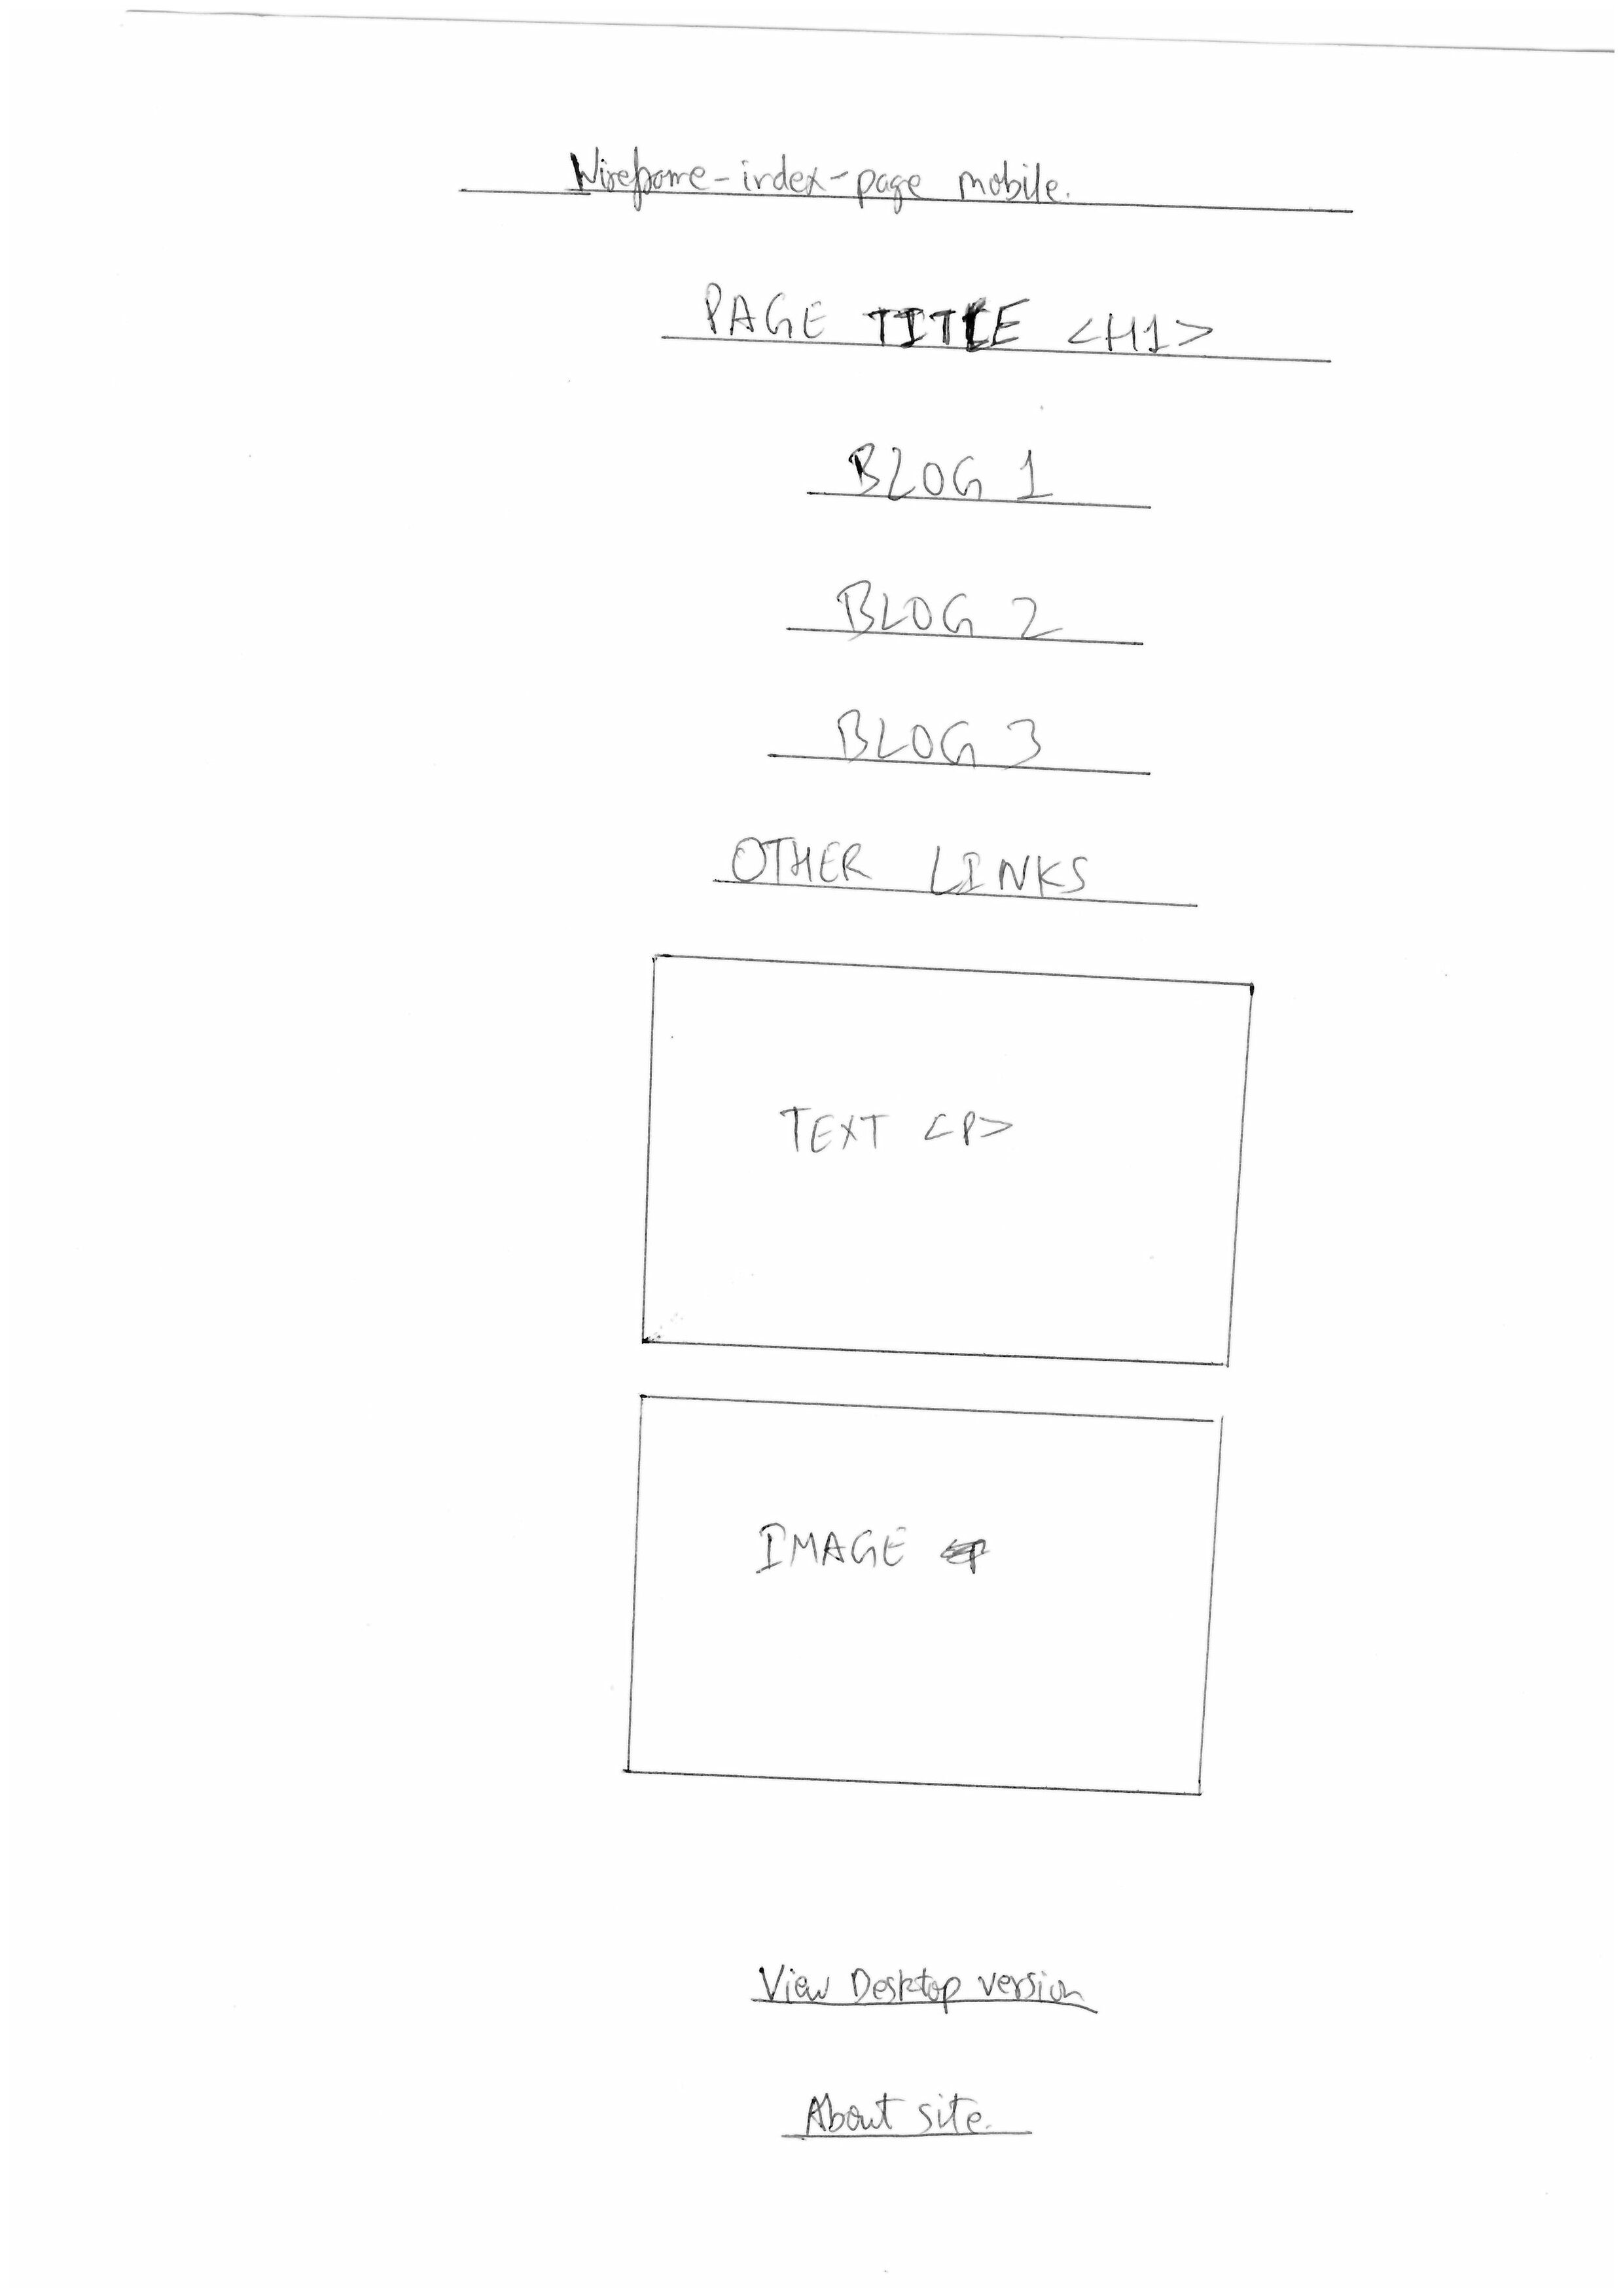 Wireframe-index-page mobile.
PAGE TITLE <H1>
BLOG 1
BLOG 2
BLOG 3
OTHER LINKS
TEXT <P>
IMAGE
View Desktop version
About site.